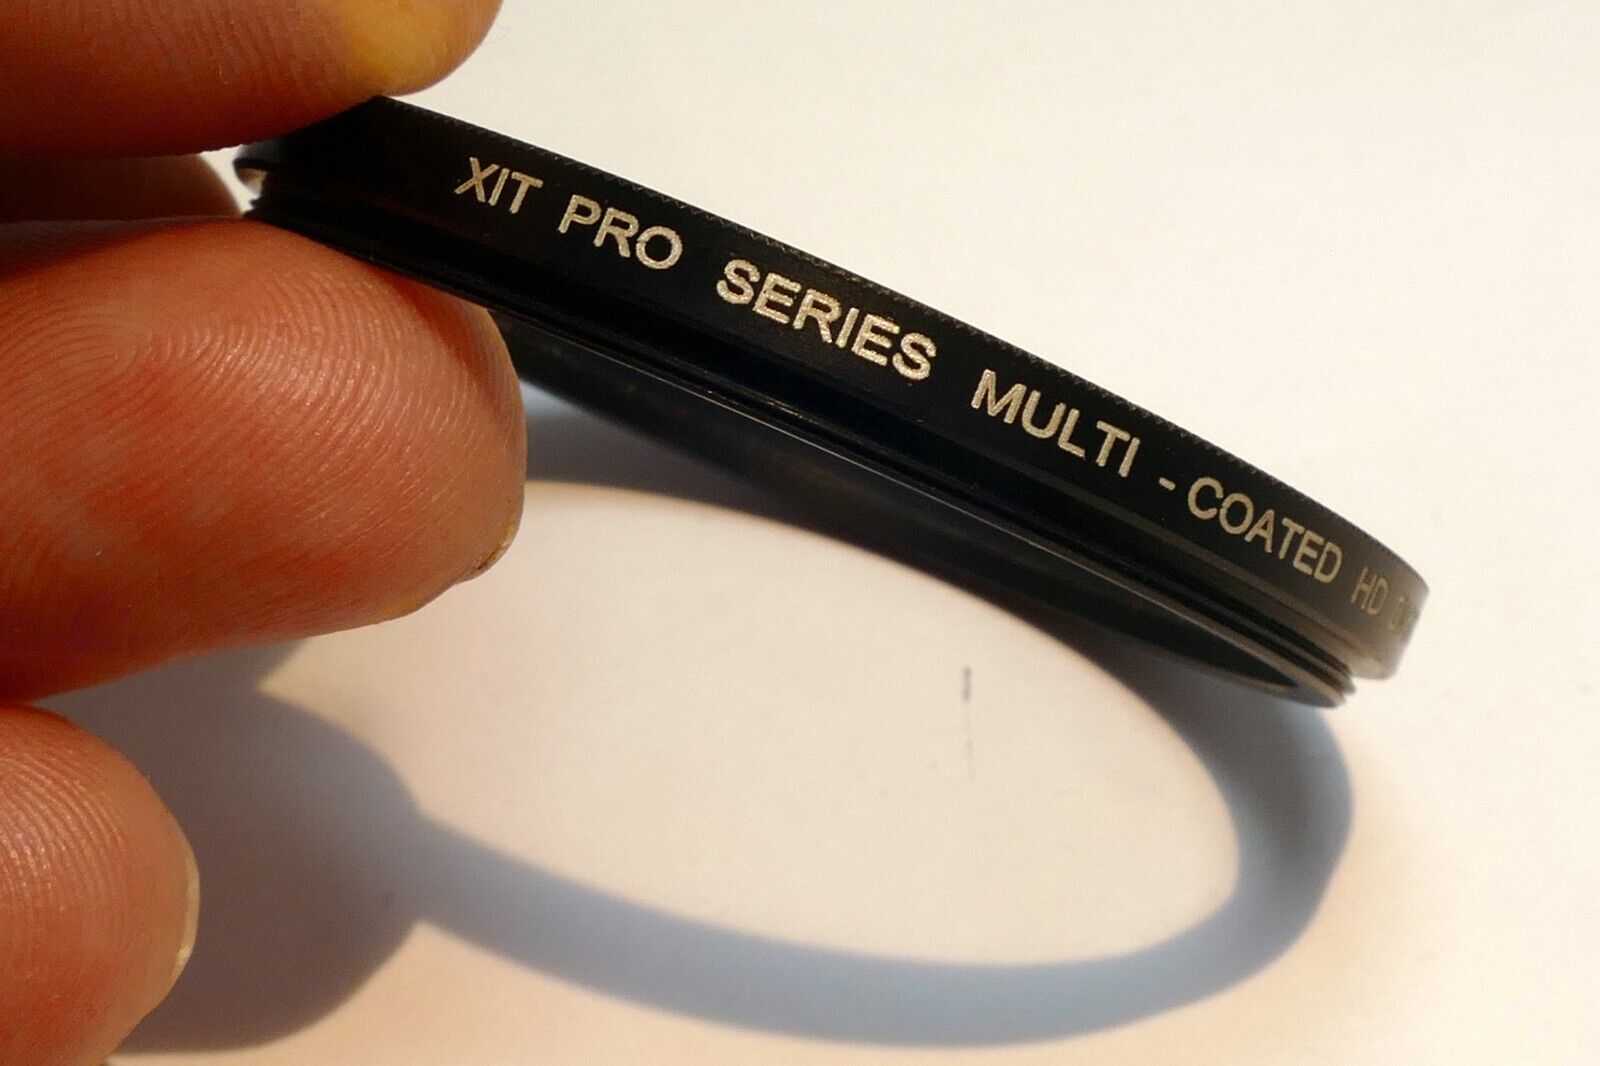 XIT PRO SERIES MULTI - COATED HD